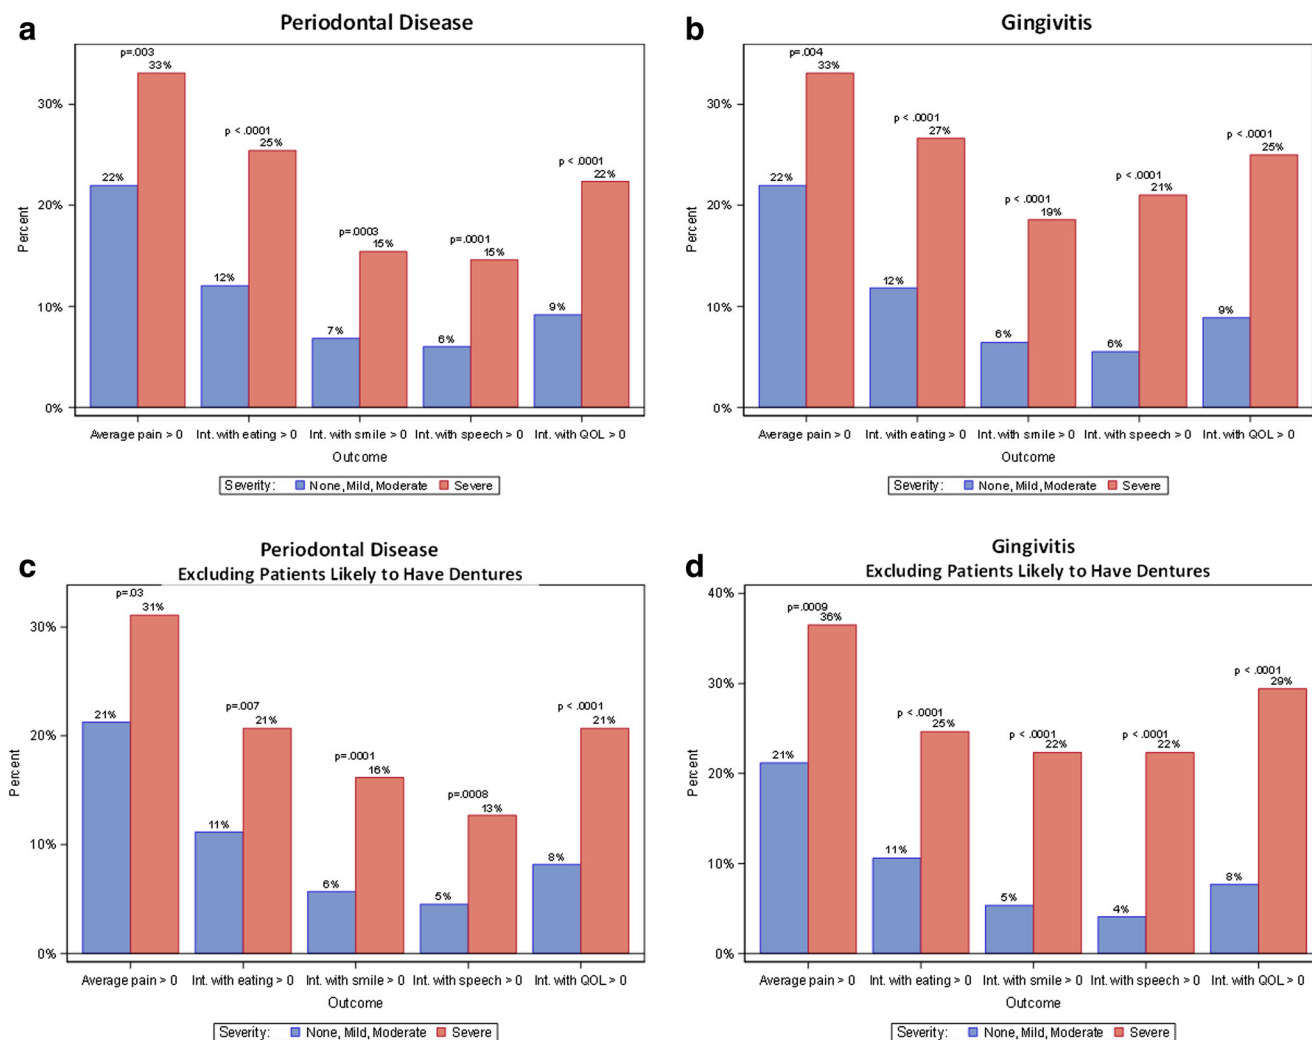 a
Periodontal Disease
p=.003
33%
30%
p < .0001
25%
p < .0001
22%
22%
20%
p=.0003
15%
p=.0001
15%
12%
10%
9%
7%
6%
0%
Percent
Average pain > 0 Int. with eating > 0 Int. with smile > 0 Int. with speech > 0 Int. with QOL > 0
Outcome
Severity: None, Mild, Moderate Severe
b
Gingivitis
p=.004
33%
30%
p < .0001
27%
p < .0001
25%
22%
p < .0001
21%
20%
p < .0001
19%
12%
10%
9%
6%
6%
0%
Percent
Average pain > 0 Int. with eating > 0 Int. with smile > 0 Int. with speech > 0 Int. with QOL > 0
Outcome
Severity: None, Mild, Moderate Severe
c
Periodontal Disease
Excluding Patients Likely to Have Dentures
p=.03
31%
30%
p=.007
21%
p < .0001
21%
21%
20%
p=.0001
16%
p=.0008
13%
11%
10%
8%
6%
5%
0%
Percent
Average pain > 0 Int. with eating > 0 Int. with smile > 0 Int. with speech > 0 Int. with QOL > 0
Outcome
Severity: None, Mild, Moderate Severe
d
Gingivitis
Excluding Patients Likely to Have Dentures
40%
p=.0009
36%
30%
p < .0001
29%
p < .0001
25%
p < .0001
22%
p < .0001
22%
21%
20%
11%
10%
8%
5%
4%
0%
Percent
Average pain > 0 Int. with eating > 0 Int. with smile > 0 Int. with speech > 0 Int. with QOL > 0
Outcome
Severity: None, Mild, Moderate Severe